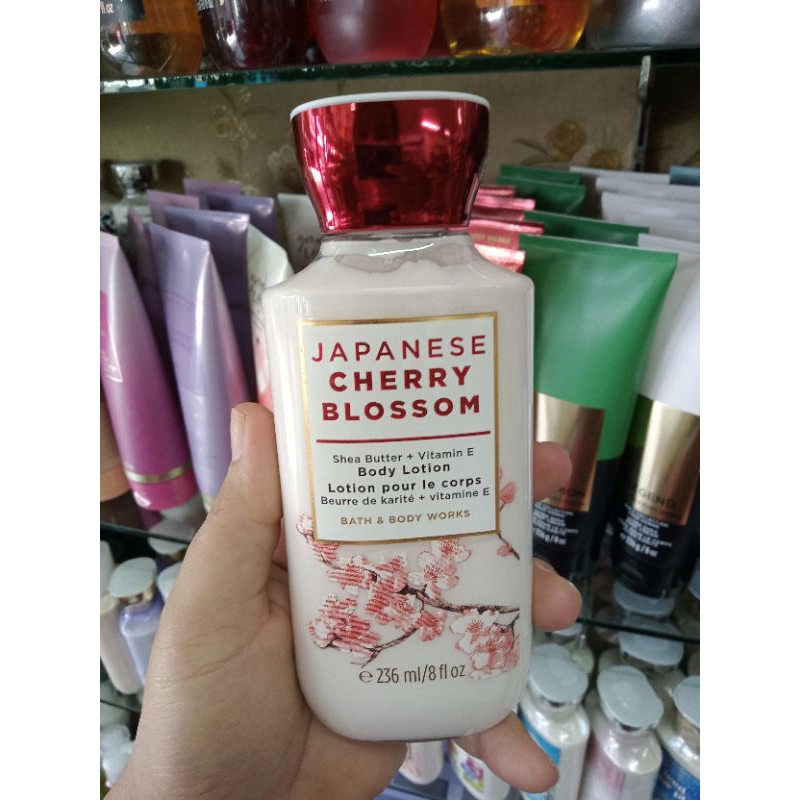 JAPANESE
CHERRY
BLOSSOM
Shea Butter + Vitamin E
Body Lotion
Lotion pour le corps
Beurre de karité + vitamine E
BATH & BODY WORKS
℮ 236 ml/8 fl oz